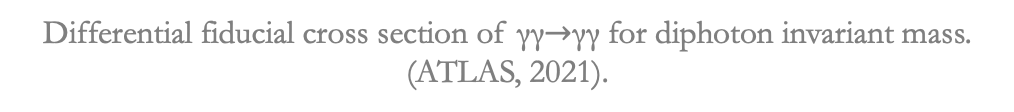 Differential fiducial cross section of γγ→γγ for diphoton invariant mass.
(ATLAS, 2021).